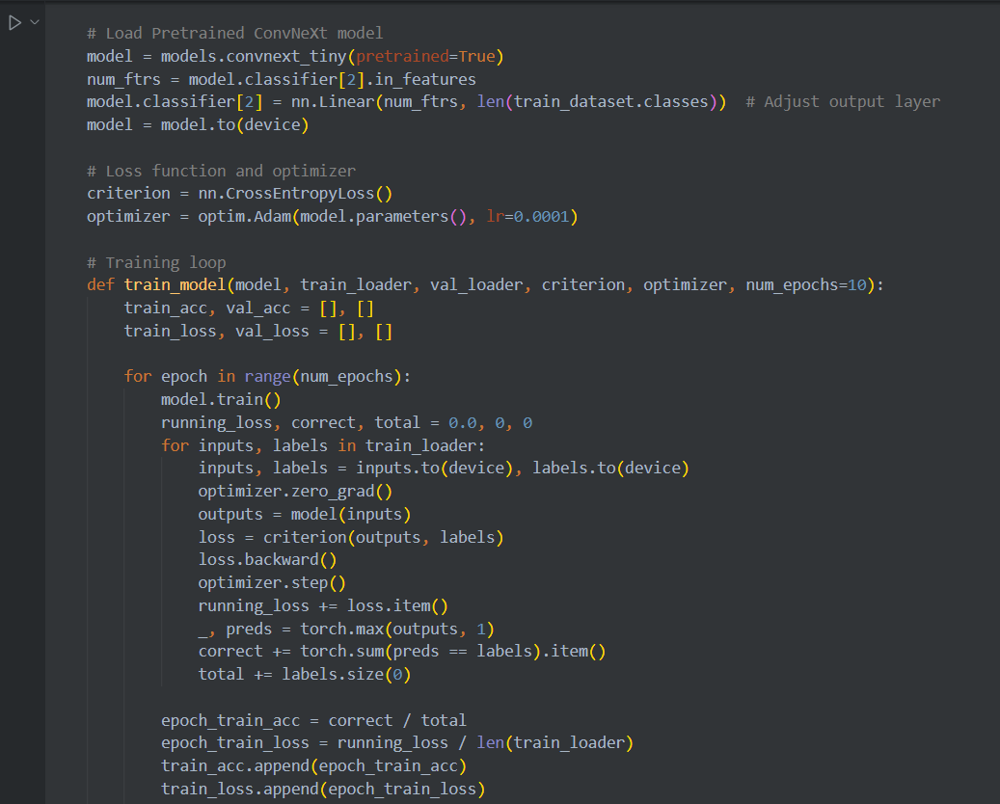 # Load Pretrained ConvNeXt model
model = models.convnext_tiny(pretrained=True)
num_ftrs = model.classifier[2].in_features
model.classifier[2] = nn.Linear(num_ftrs, len(train_dataset.classes))  # Adjust output layer
model = model.to(device)

# Loss function and optimizer
criterion = nn.CrossEntropyLoss()
optimizer = optim.Adam(model.parameters(), lr=0.0001)

# Training loop
def train_model(model, train_loader, val_loader, criterion, optimizer, num_epochs=10):
    train_acc, val_acc = [], []
    train_loss, val_loss = [], []

    for epoch in range(num_epochs):
        model.train()
        running_loss, correct, total = 0.0, 0, 0
        for inputs, labels in train_loader:
            inputs, labels = inputs.to(device), labels.to(device)
            optimizer.zero_grad()
            outputs = model(inputs)
            loss = criterion(outputs, labels)
            loss.backward()
            optimizer.step()
            running_loss += loss.item()
            _, preds = torch.max(outputs, 1)
            correct += torch.sum(preds == labels).item()
            total += labels.size(0)

        epoch_train_acc = correct / total
        epoch_train_loss = running_loss / len(train_loader)
        train_acc.append(epoch_train_acc)
        train_loss.append(epoch_train_loss)